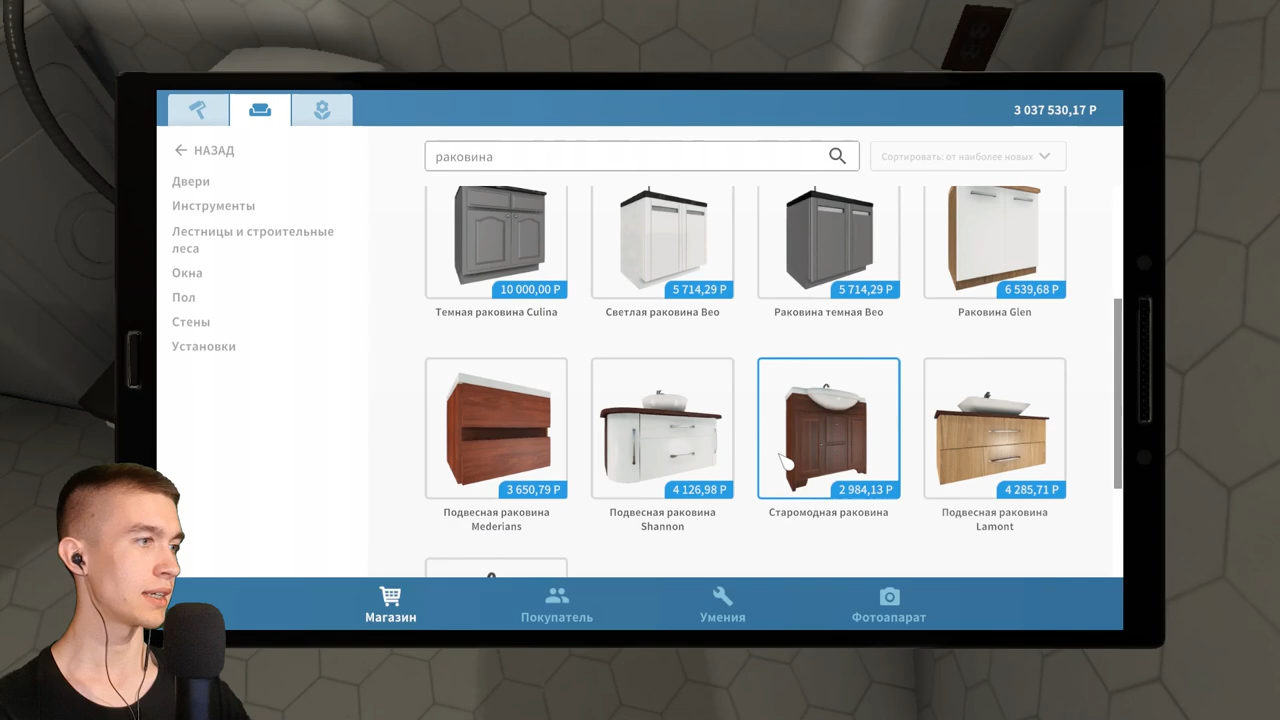 3 037 530,17 Р
НАЗАД
Двери
Инструменты
Лестницы и строительные
леса
Окна
Пол
Стены
Установки
раковина
Сортировать: от наиболее новых
10 000,00 Р
5 714,29 Р
5 714,29 Р
6 539,68 Р
Темная раковина Culina
Светлая раковина Beo
Раковина темная Beo
Раковина Glen
3 650,79 Р
4 126,98 Р
2 984,13 Р
4 285,71 Р
Подвесная раковина
Mederians
Подвесная раковина
Shannon
Старомодная раковина
Подвесная раковина
Lamont
Магазин
Покупатель
Умения
Фотоаппарат